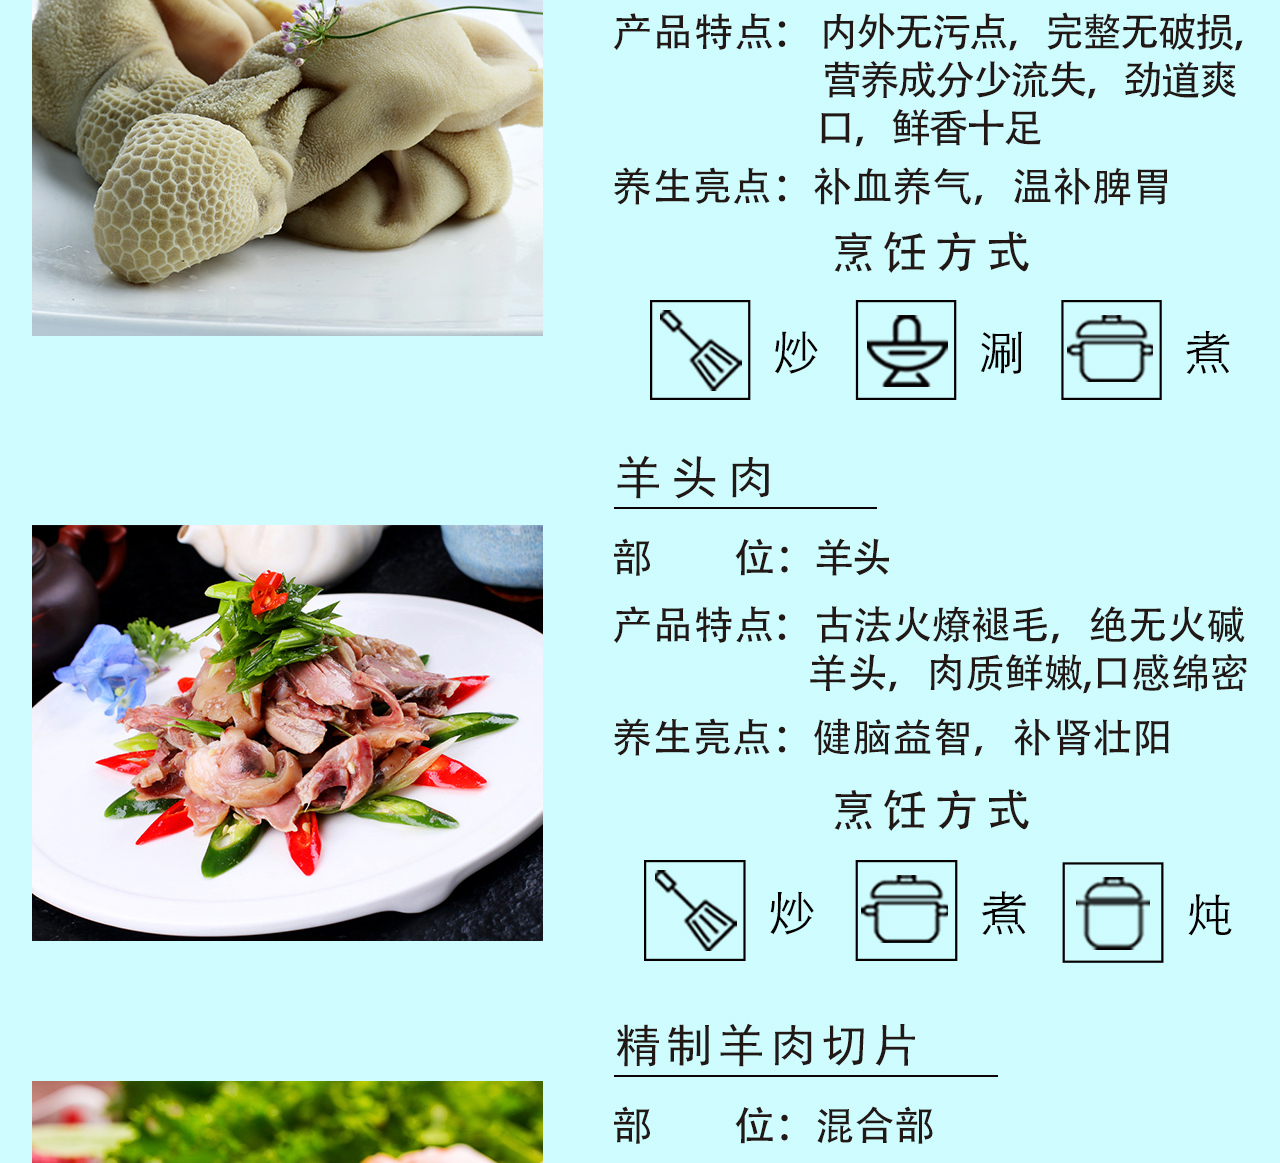 产品特点：内外无污点，完整无破损,
营养成分少流失，劲道爽
口，鲜香十足
养生亮点：补血养气，温补脾胃
烹饪方式
炒 涮 煮
羊头肉
部 位：羊头
产品特点：古法火燎褪毛，绝无火碱
羊头，肉质鲜嫩,口感绵密
养生亮点：健脑益智，补肾壮阳
烹饪方式
炒 煮 炖
精制羊肉切片
部 位：混合部